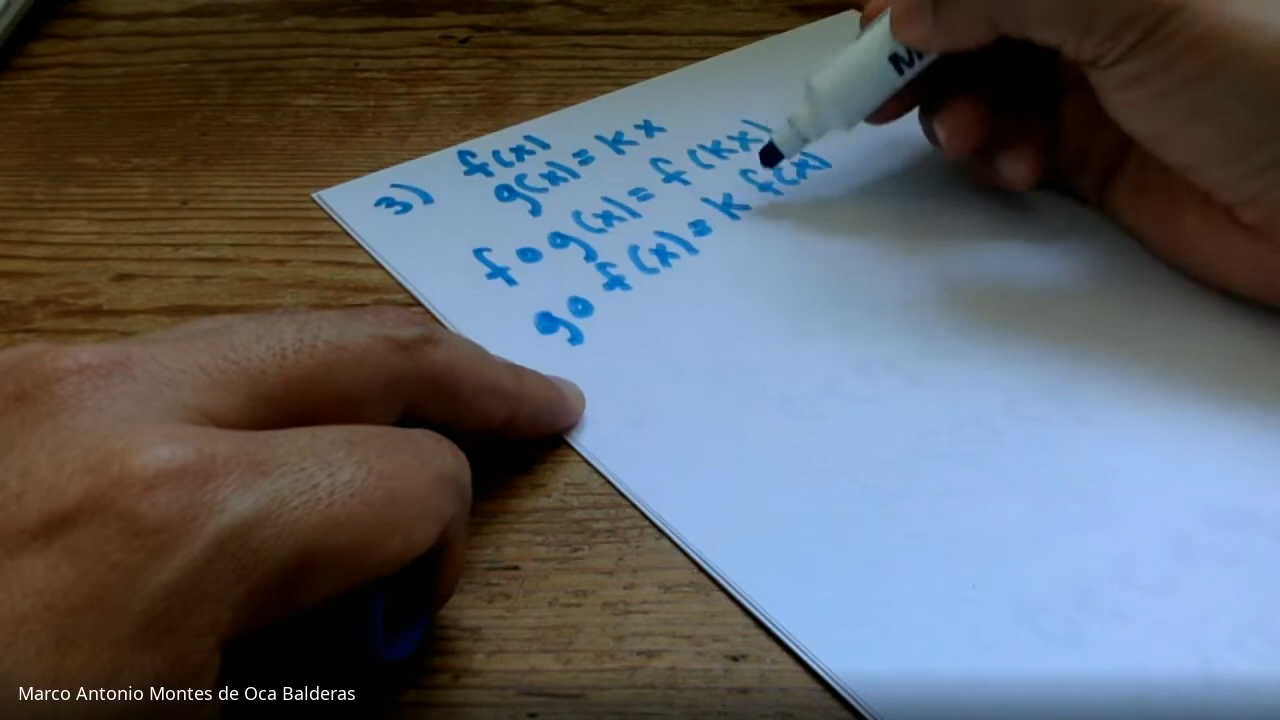 3) f(x)
g(x) = kx
f o g(x) = f(kx)
g o f(x) = k f(x)
Marco Antonio Montes de Oca Balderas